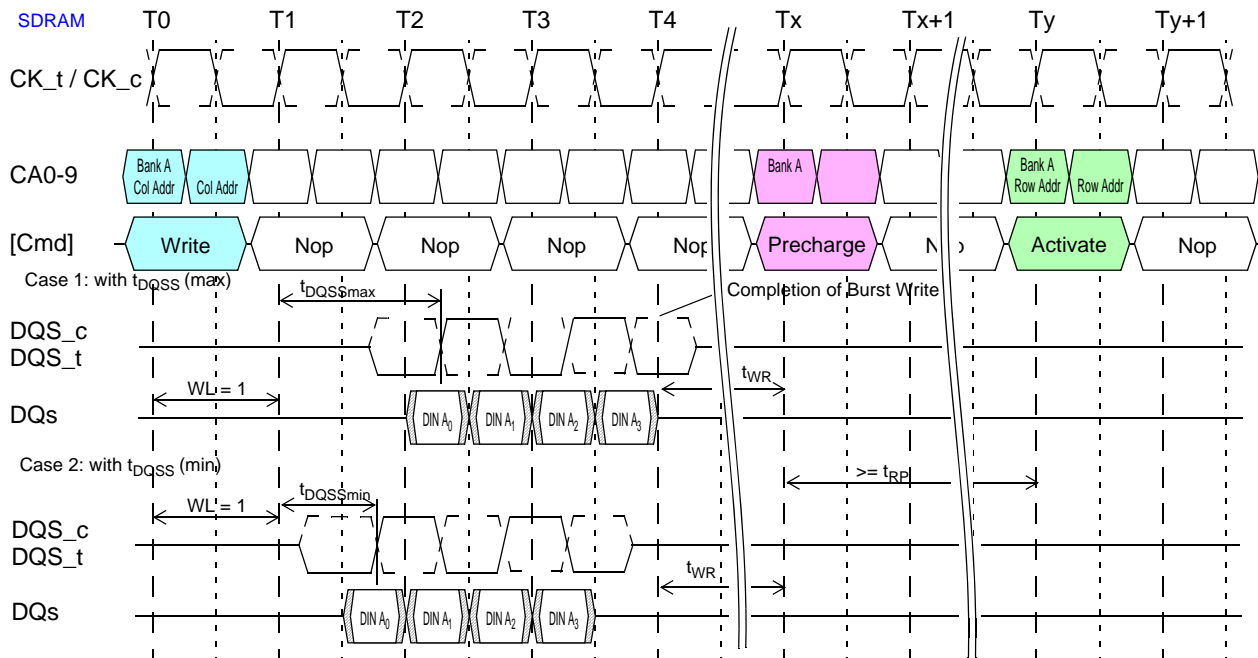 SDRAM T0 T1 T2 T3 T4 Tx Tx+1 Ty Ty+1
CK_t / CK_c
CA0-9 Bank A Col Addr Col Addr Bank A Bank A Row Addr Row Addr
[Cmd] Write Nop Nop Nop Nop Precharge Nop Activate Nop
Case 1: with tDQSS (max)
tDQSSmax
Completion of Burst Write
DQS_c
DQS_t
WL = 1
tWR
DQs DIN A0 DIN A1 DIN A2 DIN A3
Case 2: with tDQSS (min)
>= tRP
WL = 1 tDQSSmin
DQS_c
DQS_t
tWR
DQs DIN A0 DIN A1 DIN A2 DIN A3